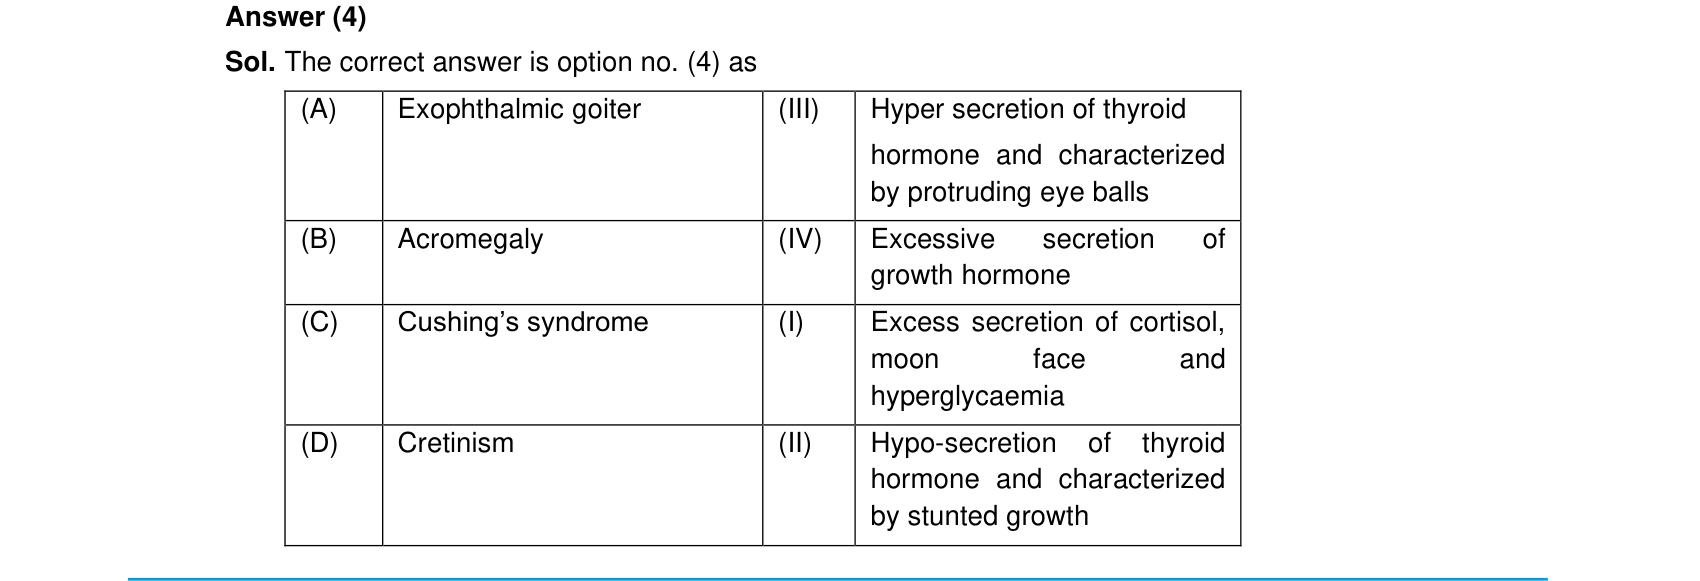 Answer (4)
Sol. The correct answer is option no. (4) as
(A) Exophthalmic goiter (III) Hyper secretion of thyroid
hormone and characterized
by protruding eye balls
(B) Acromegaly (IV) Excessive secretion of
growth hormone
(C) Cushing's syndrome (I) Excess secretion of cortisol,
moon face and
hyperglycaemia
(D) Cretinism (II) Hypo-secretion of thyroid
hormone and characterized
by stunted growth